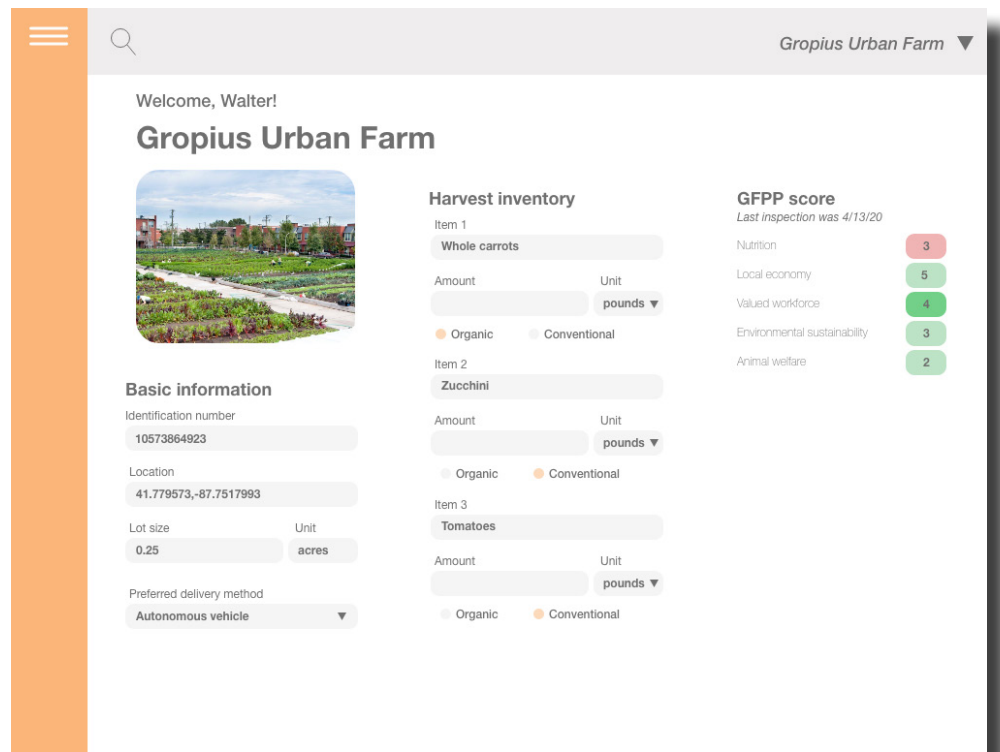 Gropius Urban Farm ▼
Welcome, Walter!
Gropius Urban Farm
Basic information
Identification number
10573864923
Location
41.779573,-87.7517993
Lot size Unit
0.25 acres
Preferred delivery method
Autonomous vehicle ▼
Harvest inventory
Item 1
Whole carrots
Amount Unit
pounds ▼
Organic Conventional
Item 2
Zucchini
Amount Unit
pounds ▼
Organic Conventional
Item 3
Tomatoes
Amount Unit
pounds ▼
Organic Conventional
GFPP score
Last inspection was 4/13/20
Nutrition 3
Local economy 5
Valued workforce 4
Environmental sustainability 3
Animal welfare 2